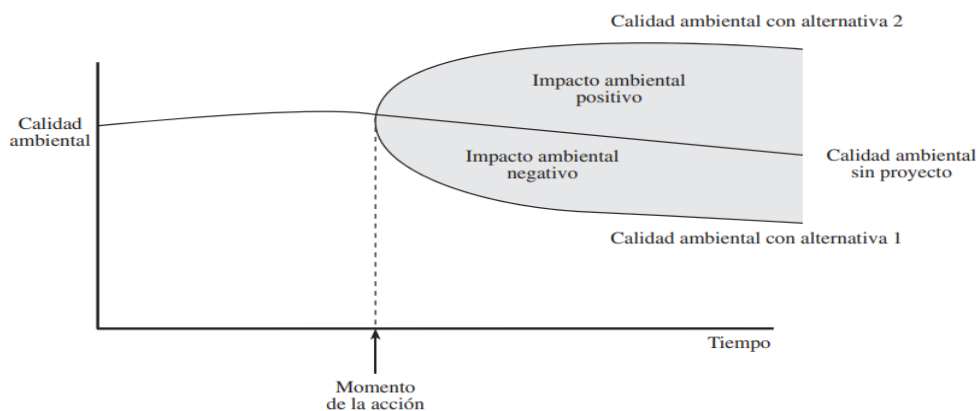 Calidad ambiental con alternativa 2
Impacto ambiental
positivo
Calidad
ambiental
Impacto ambiental
negativo
Calidad ambiental
sin proyecto
Calidad ambiental con alternativa 1
Tiempo
Momento
de la acción